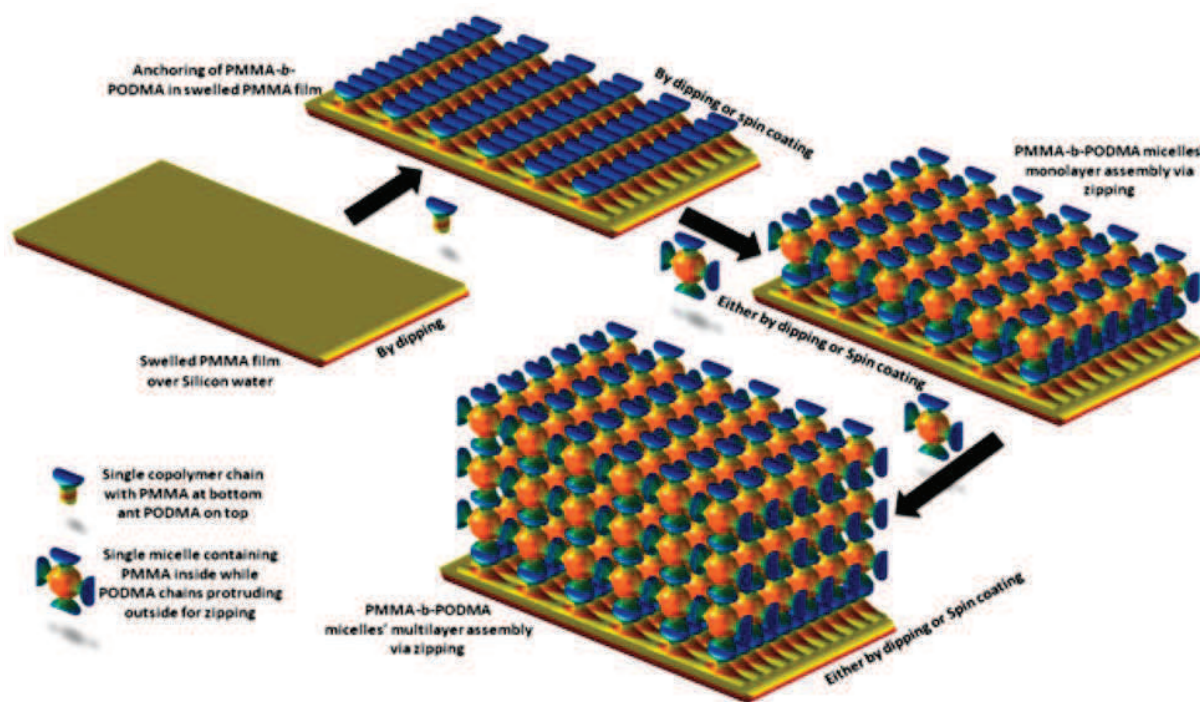 Anchoring of PMMA-b-
PODMA in swelled PMMA film
By dipping or spin coating
PMMA-b-PODMA micelles'
monolayer assembly via
zipping
Swelled PMMA film
over Silicon water
By dipping
Either by dipping or Spin coating
Single copolymer chain
with PMMA at bottom
ant PODMA on top
Single micelle containing
PMMA inside while
PODMA chains protruding
outside for zipping
PMMA-b-PODMA
micelles' multilayer assembly
via zipping
Either by dipping or Spin coating